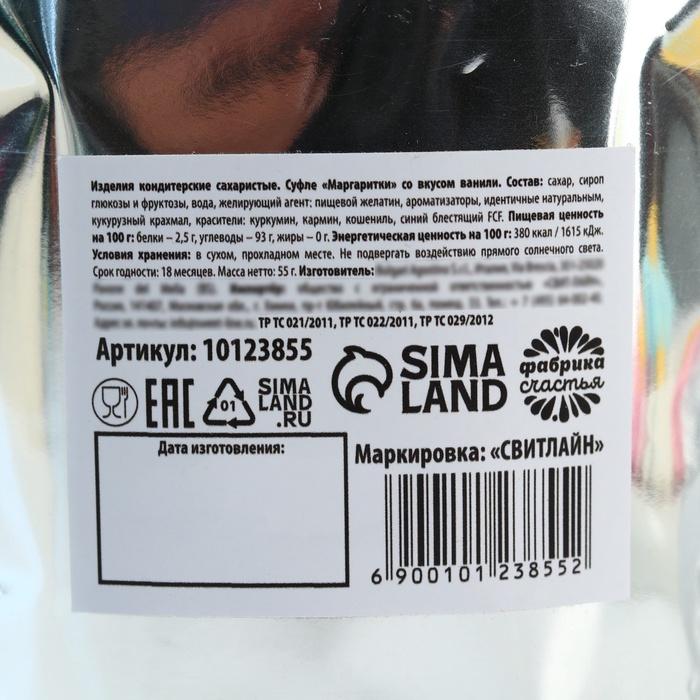 Изделия кондитерские сахаристые. Суфле «Маргаритки» со вкусом ванили. Состав: сахар, сироп
глюкозы и фруктозы, вода, желирующий агент: пищевой желатин, ароматизаторы, идентичные натуральным,
кукурузный крахмал, красители: куркумин, кармин, кошениль, синий блестящий FCF. Пищевая ценность
на 100 г: белки – 2,5 г, углеводы – 93 г, жиры – 0 г. Энергетическая ценность на 100 г: 380 ккал / 1615 кДж.
Условия хранения: в сухом, прохладном месте. Не подвергать воздействию прямого солнечного света.
Срок годности: 18 месяцев. Масса нетто: 55 г. Изготовитель:
ТР ТС 021/2011, ТР ТС 022/2011, ТР ТС 029/2012
Артикул: 10123855
SIMA
LAND
фабрика
счастья
EAC
01
SIMA
LAND
.RU
Дата изготовления:
Маркировка: «СВИТЛАЙН»
6 900101 238552